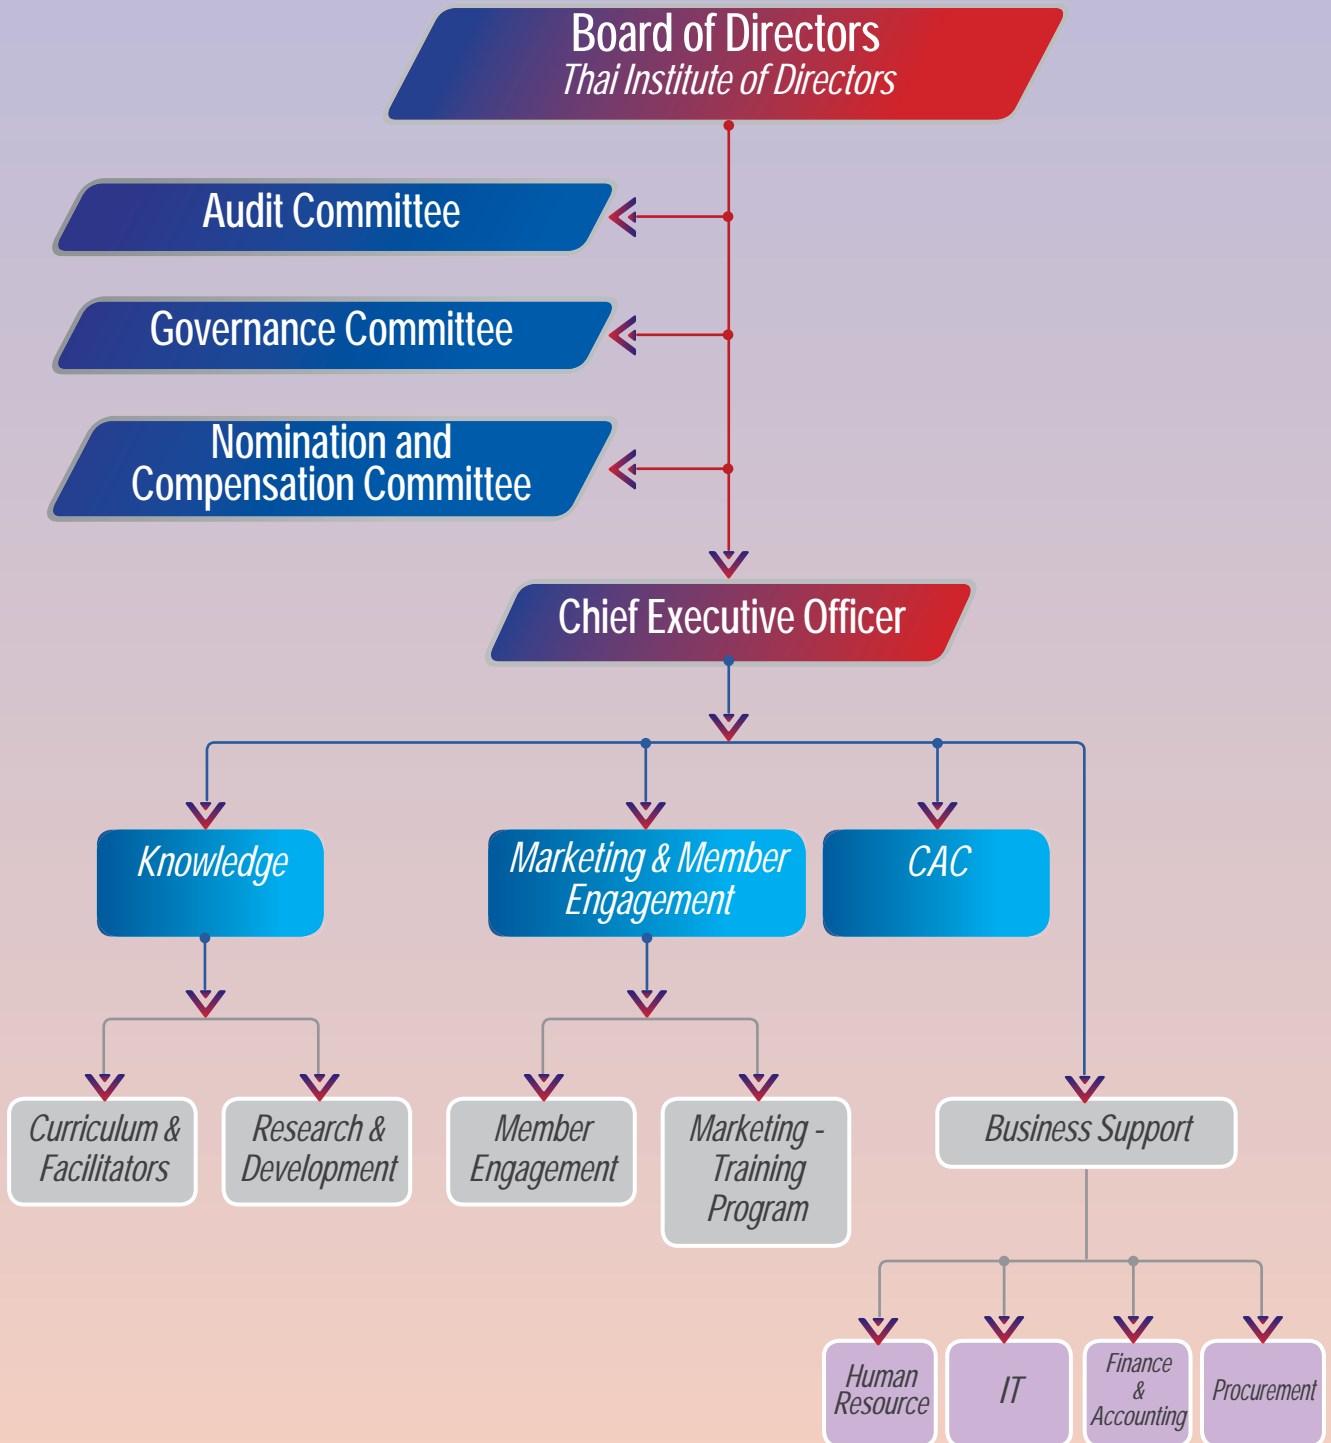 Board of Directors
Thai Institute of Directors
Audit Committee
Governance Committee
Nomination and
Compensation Committee
Chief Executive Officer
Knowledge
Marketing & Member
Engagement
CAC
Curriculum &
Facilitators
Research &
Development
Member
Engagement
Marketing -
Training
Program
Business Support
Human
Resource
IT
Finance
&
Accounting
Procurement